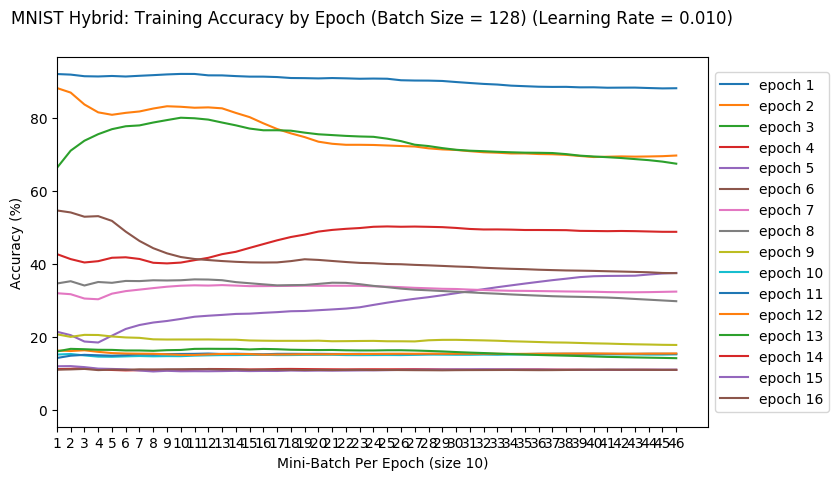 MNIST Hybrid: Training Accuracy by Epoch (Batch Size = 128) (Learning Rate = 0.010)
Accuracy (%)
80
60
40
20
0
1 2 3 4 5 6 7 8 9 10 11 12 13 14 15 16 17 18 19 20 21 22 23 24 25 26 27 28 29 30 31 32 33 34 35 36 37 38 39 40 41 42 43 44 45 46
Mini-Batch Per Epoch (size 10)
epoch 1
epoch 2
epoch 3
epoch 4
epoch 5
epoch 6
epoch 7
epoch 8
epoch 9
epoch 10
epoch 11
epoch 12
epoch 13
epoch 14
epoch 15
epoch 16